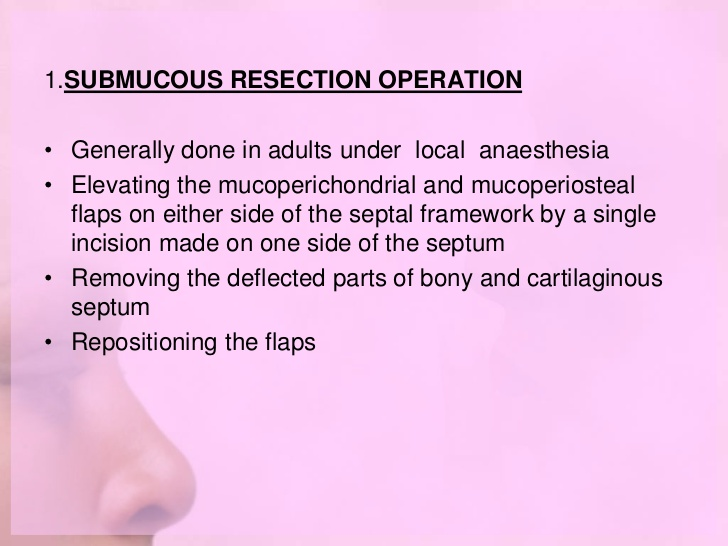 1.SUBMUCOUS RESECTION OPERATION
• Generally done in adults under local anaesthesia
• Elevating the mucoperichondrial and mucoperiosteal
flaps on either side of the septal framework by a single
incision made on one side of the septum
• Removing the deflected parts of bony and cartilaginous
septum
• Repositioning the flaps